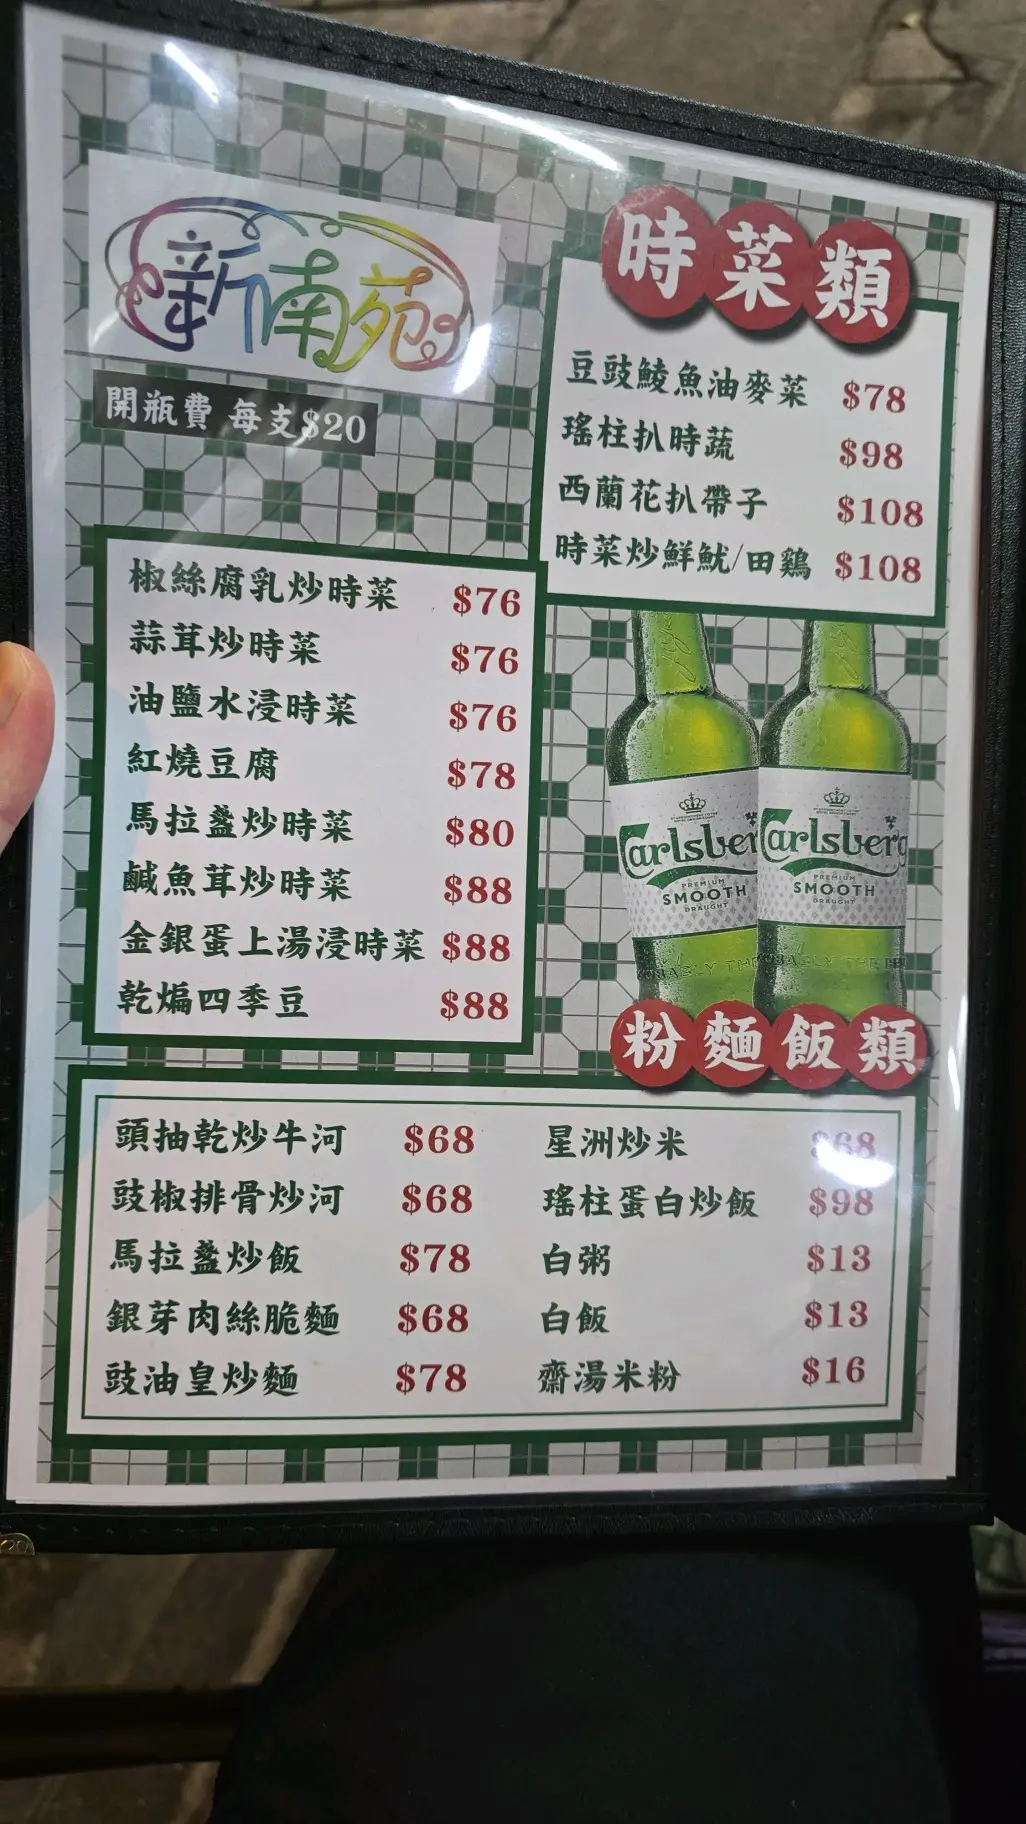 新南苑
開瓶費 每支$20
時菜類
豆豉鯪魚油麥菜 $78
瑤柱扒時蔬 $98
西蘭花扒帶子 $108
時菜炒鮮魷/田鷄 $108
椒絲腐乳炒時菜 $76
蒜茸炒時菜 $76
油鹽水浸時菜 $76
紅燒豆腐 $78
馬拉盞炒時菜 $80
鹹魚茸炒時菜 $88
金銀蛋上湯浸時菜 $88
乾煸四季豆 $88
Carlsberg
PREMIUM
SMOOTH
DRAUGHT
Carlsberg
PREMIUM
SMOOTH
DRAUGHT
粉麵飯類
頭抽乾炒牛河 $68
豉椒排骨炒河 $68
馬拉盞炒飯 $78
銀芽肉絲脆麵 $68
豉油皇炒麵 $78
星洲炒米 $68
瑤柱蛋白炒飯 $98
白粥 $13
白飯 $13
齋湯米粉 $16